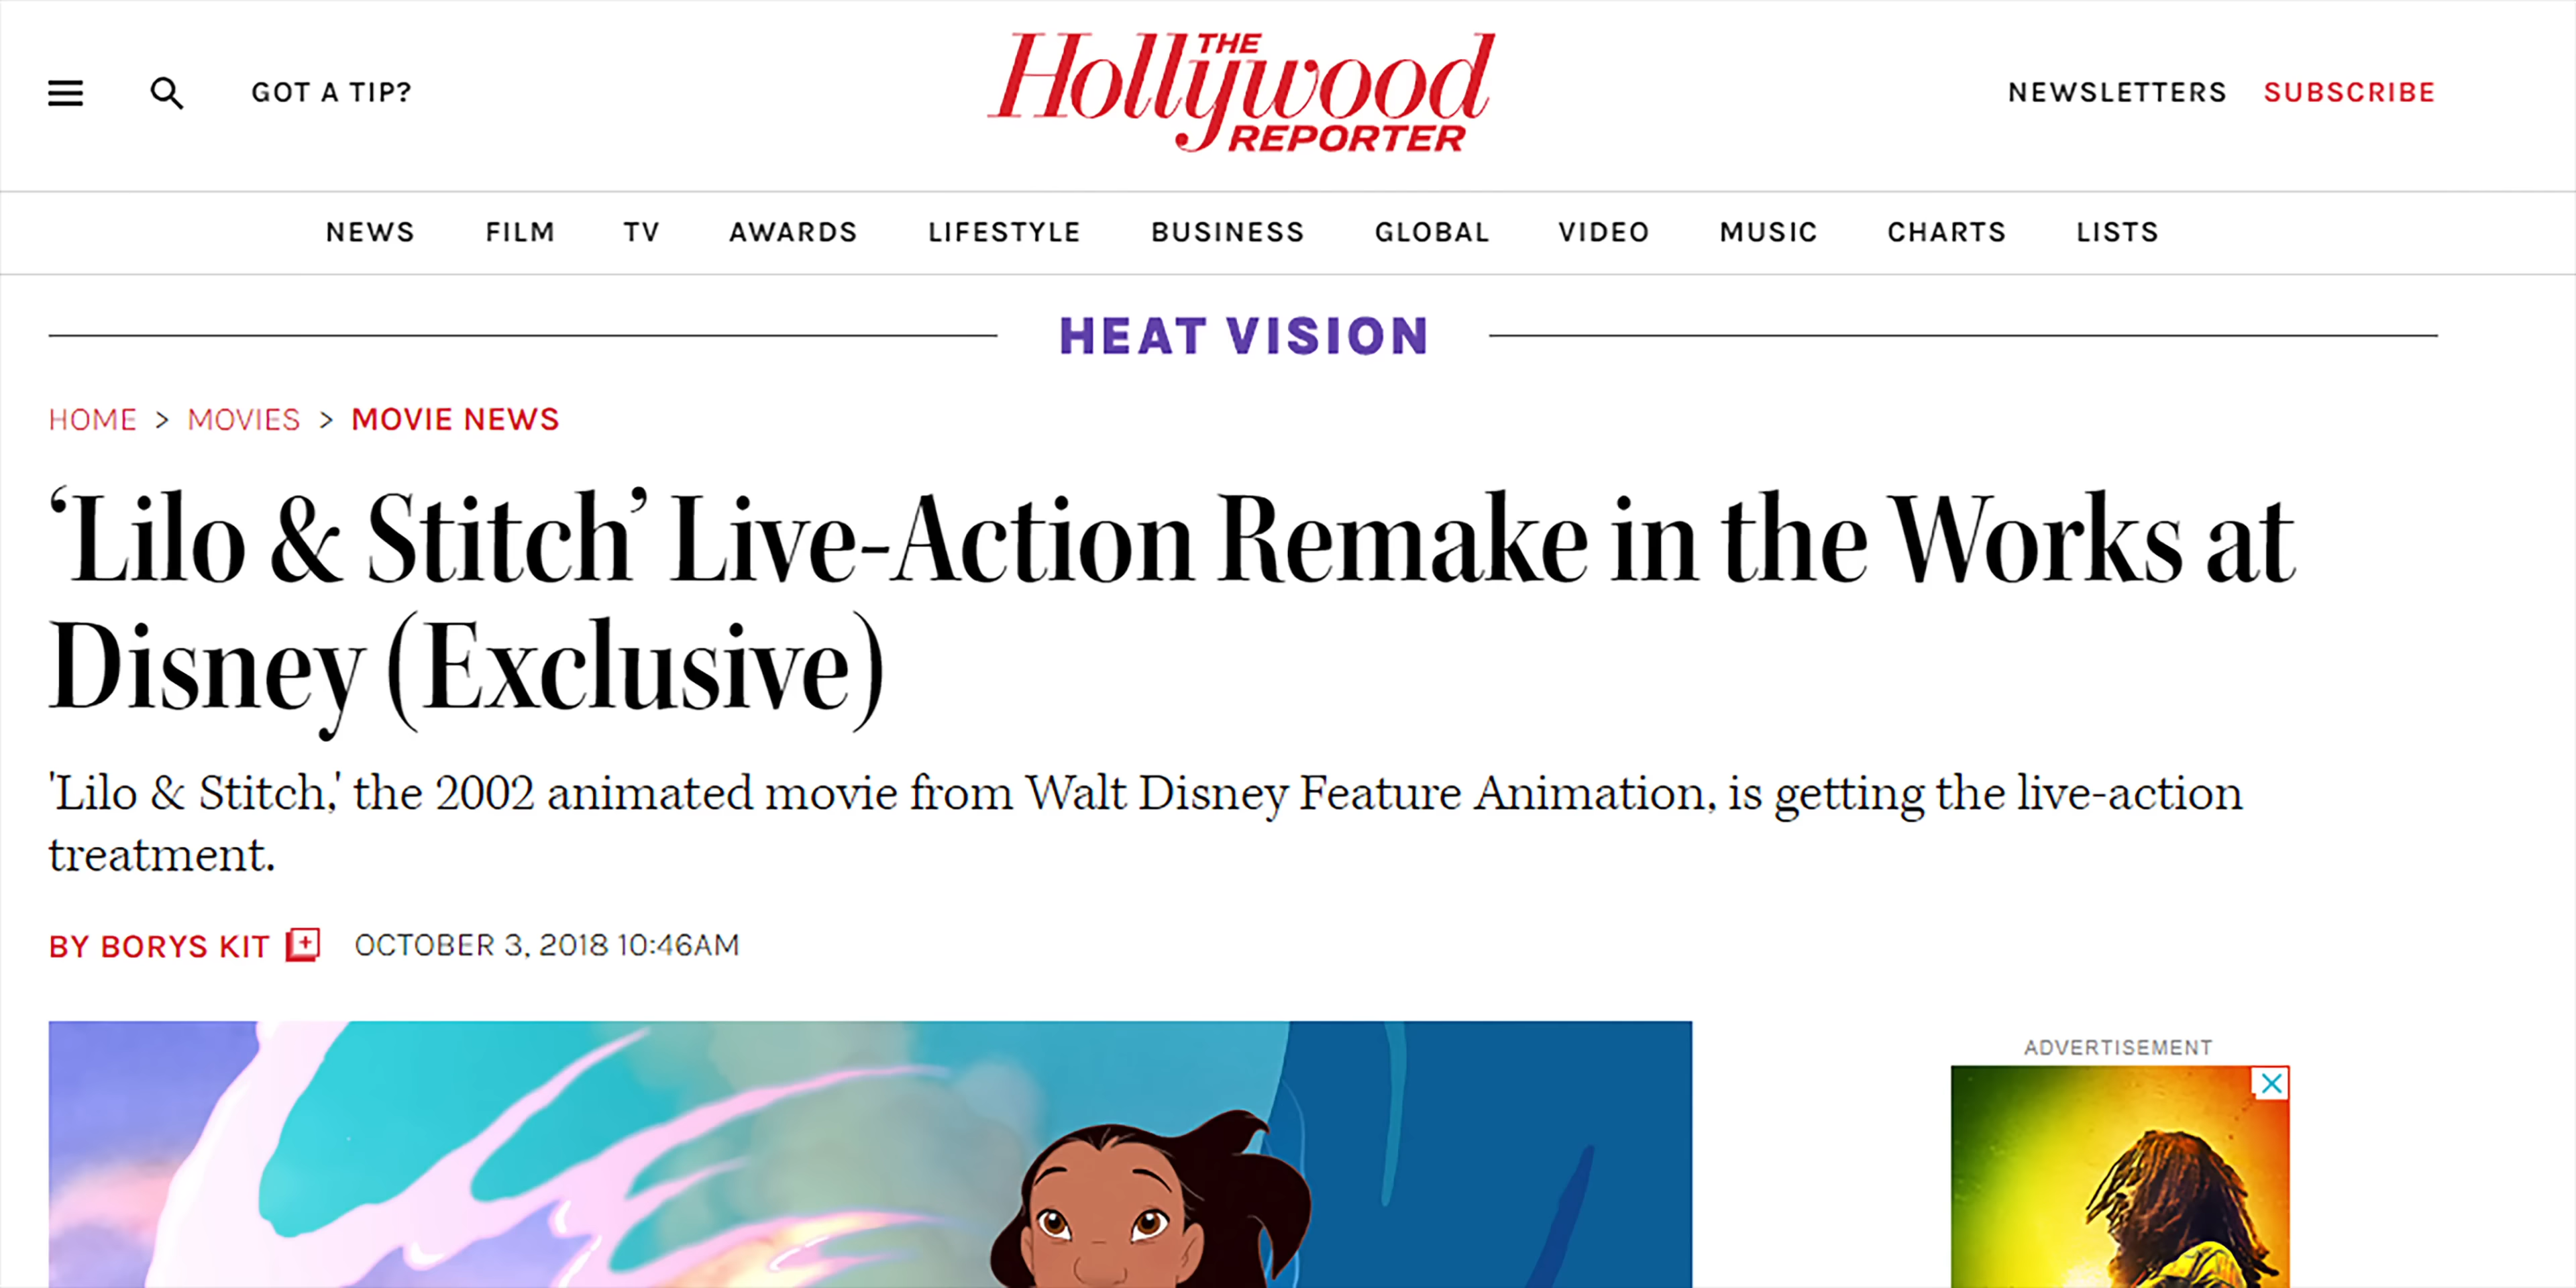 GOT A TIP?
THE
Hollywood
REPORTER
NEWSLETTERS SUBSCRIBE
NEWS FILM TV AWARDS LIFESTYLE BUSINESS GLOBAL VIDEO MUSIC CHARTS LISTS
HEAT VISION
HOME > MOVIES > MOVIE NEWS
‘Lilo & Stitch’ Live-Action Remake in the Works at
Disney (Exclusive)
'Lilo & Stitch,' the 2002 animated movie from Walt Disney Feature Animation, is getting the live-action
treatment.
BY BORYS KIT OCTOBER 3, 2018 10:46AM
ADVERTISEMENT